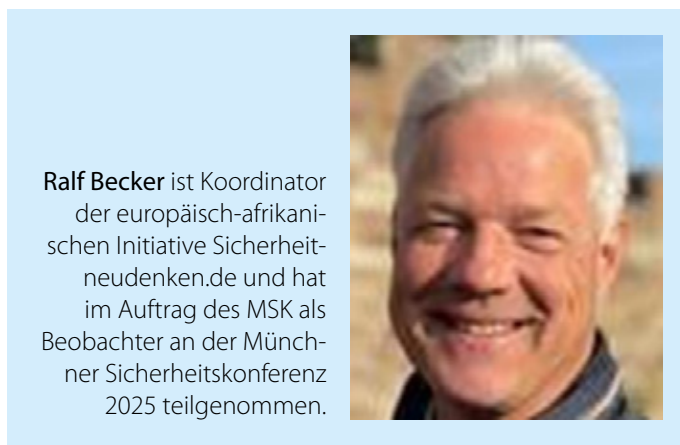 Ralf Becker ist Koordinator
der europäisch-afrikani-
schen Initiative Sicherheit-
neudenken.de und hat
im Auftrag des MSK als
Beobachter an der Münch-
ner Sicherheitskonferenz
2025 teilgenommen.